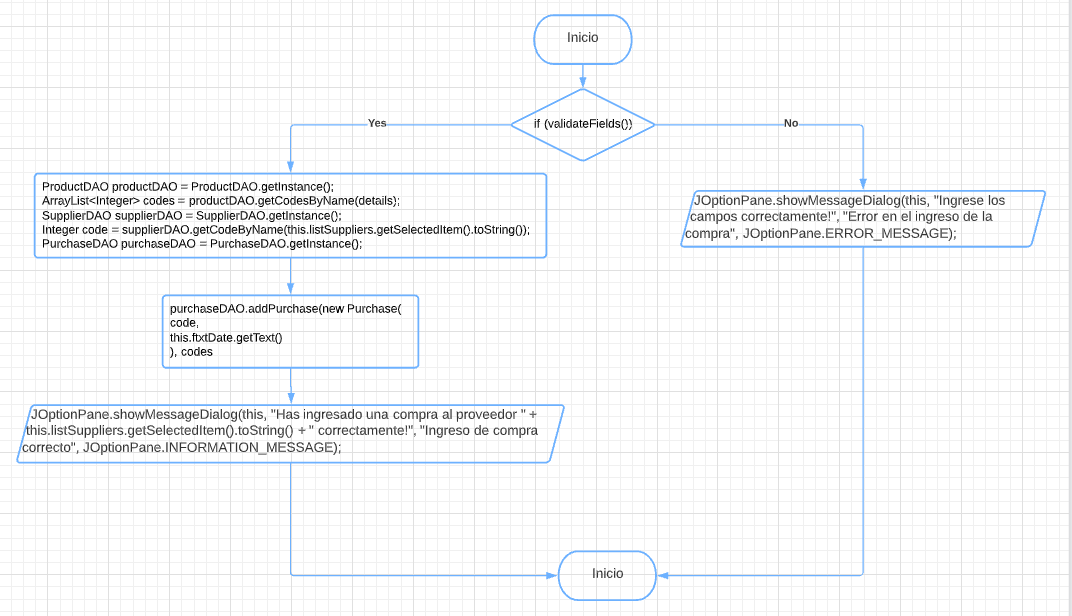 Inicio
if (validateFields())
Yes
No
ProductDAO productDAO = ProductDAO.getInstance();
ArrayList<Integer> codes = productDAO.getCodesByName(details);
SupplierDAO supplierDAO = SupplierDAO.getInstance();
Integer code = supplierDAO.getCodeByName(this.listSuppliers.getSelectedItem().toString());
PurchaseDAO purchaseDAO = PurchaseDAO.getInstance();
JOptionPane.showMessageDialog(this, "Ingrese los
campos correctamente!", "Error en el ingreso de la
compra", JOptionPane.ERROR_MESSAGE);
purchaseDAO.addPurchase(new Purchase(
code,
this.ftxtDate.getText()
), codes
JOptionPane.showMessageDialog(this, "Has ingresado una compra al proveedor " +
this.listSuppliers.getSelectedItem().toString() + " correctamente!", "Ingreso de compra
correcto", JOptionPane.INFORMATION_MESSAGE);
Inicio